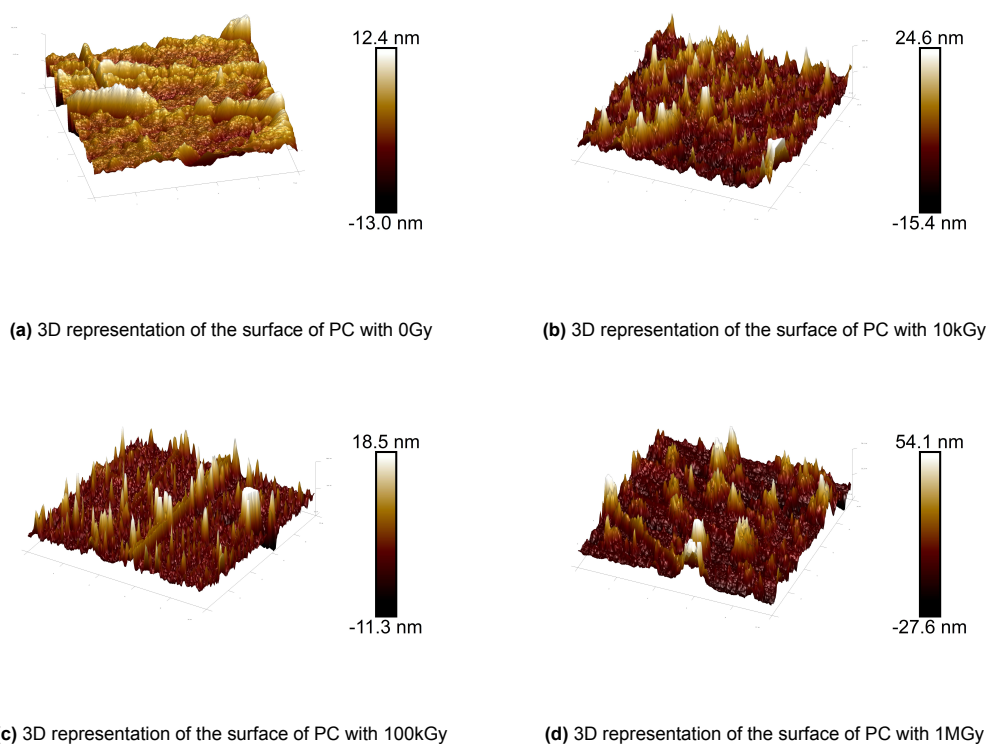 12.4 nm
-13.0 nm
24.6 nm
-15.4 nm
(a) 3D representation of the surface of PC with 0Gy
(b) 3D representation of the surface of PC with 10kGy
18.5 nm
-11.3 nm
54.1 nm
-27.6 nm
c) 3D representation of the surface of PC with 100kGy
(d) 3D representation of the surface of PC with 1MGy